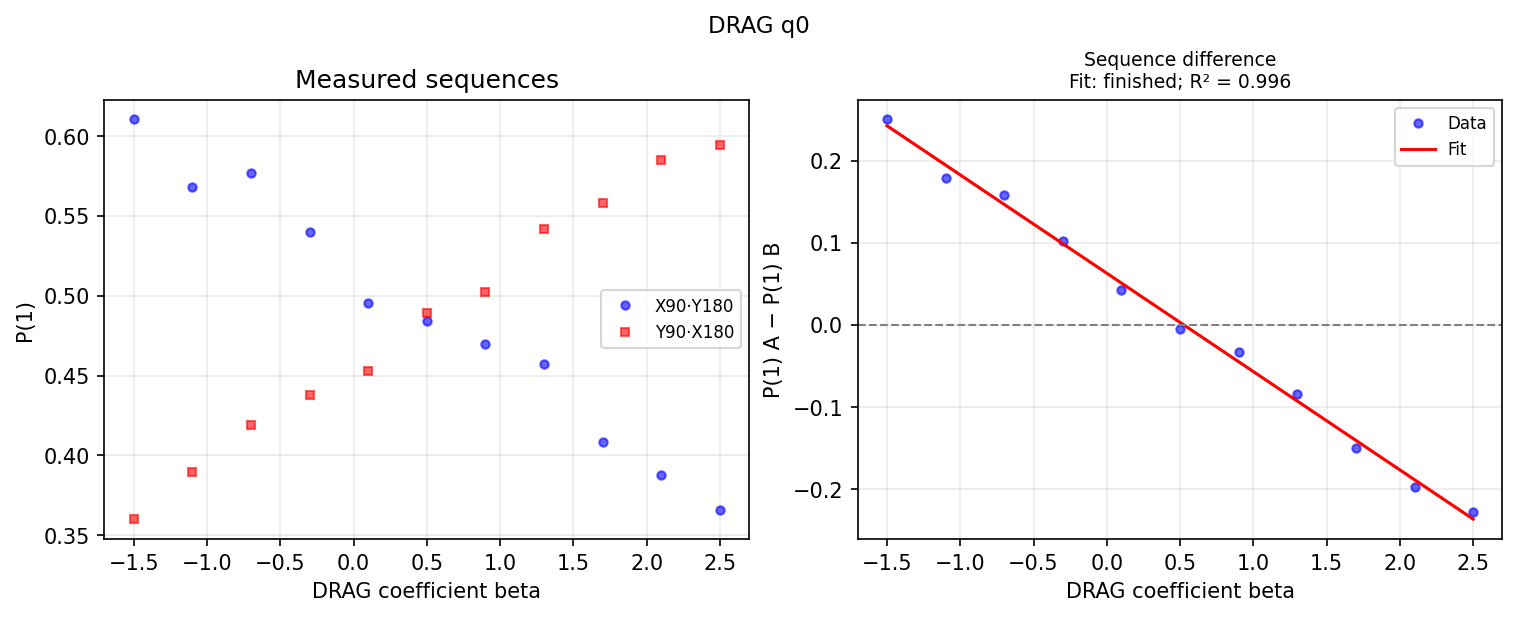 DRAG q0
Measured sequences
P(1)
0.60
0.55
0.50
0.45
0.40
0.35
X90·Y180
Y90·X180
−1.5 −1.0 −0.5 0.0 0.5 1.0 1.5 2.0 2.5
DRAG coefficient beta
Sequence difference
Fit: finished; R² = 0.996
P(1) A − P(1) B
0.2
0.1
0.0
−0.1
−0.2
Data
Fit
−1.5 −1.0 −0.5 0.0 0.5 1.0 1.5 2.0 2.5
DRAG coefficient beta